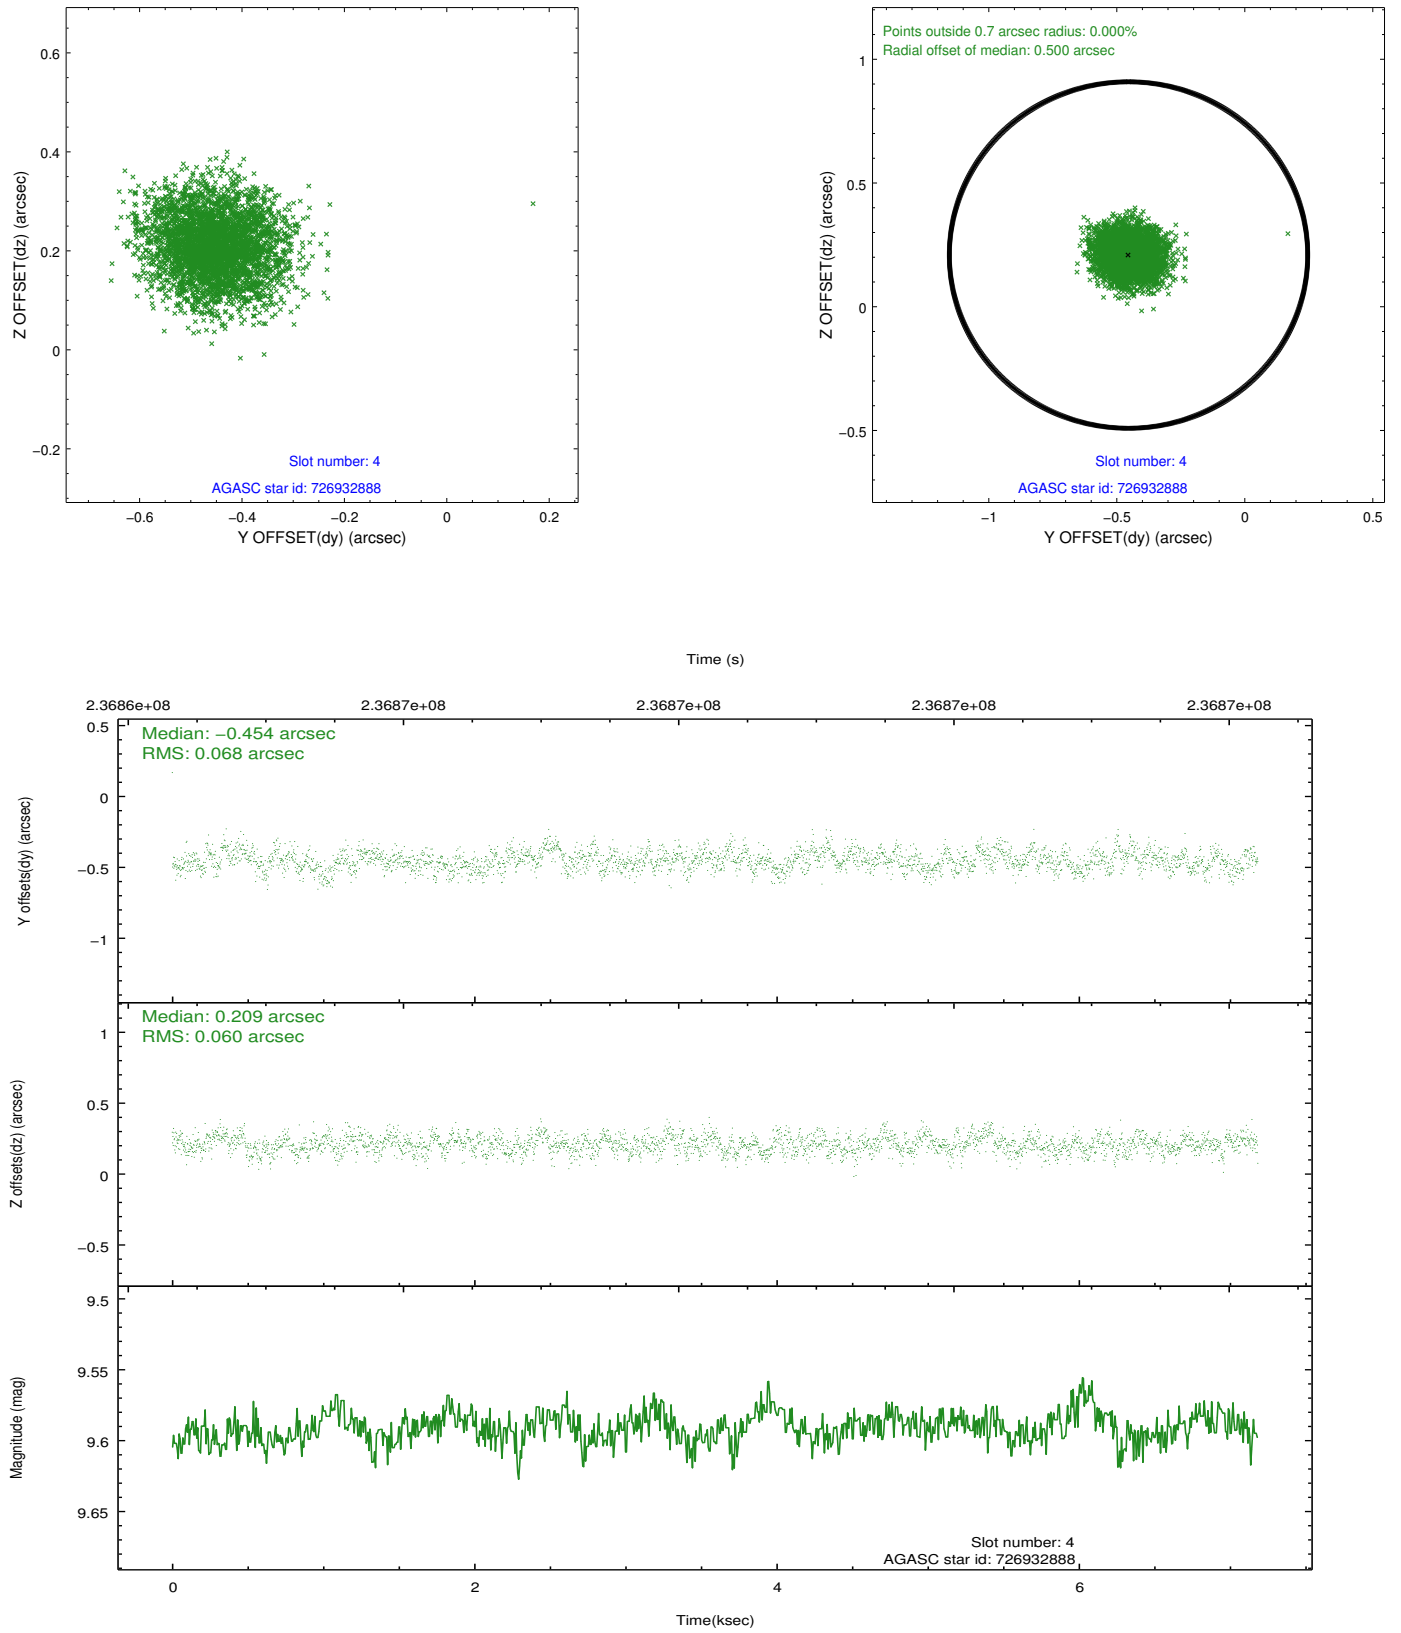 0.6
0.4
0.2
0
−0.2
Z OFFSET(dz) (arcsec)
Slot number: 4
AGASC star id: 726932888
−0.6 −0.4 −0.2 0 0.2
Y OFFSET(dy) (arcsec)
Points outside 0.7 arcsec radius: 0.000%
Radial offset of median: 0.500 arcsec
1
0.5
0
−0.5
Z OFFSET(dz) (arcsec)
Slot number: 4
AGASC star id: 726932888
−1 −0.5 0 0.5
Y OFFSET(dy) (arcsec)
Time (s)
2.3686e+08 2.3687e+08 2.3687e+08 2.3687e+08 2.3687e+08
Median: −0.454 arcsec
RMS: 0.068 arcsec
0.5
0
−0.5
−1
Y offsets(dy) (arcsec)
Median: 0.209 arcsec
RMS: 0.060 arcsec
1
0.5
0
−0.5
Z offsets(dz) (arcsec)
9.5
9.55
9.6
9.65
Magnitude (mag)
Slot number: 4
AGASC star id: 726932888
0 2 4 6
Time(ksec)